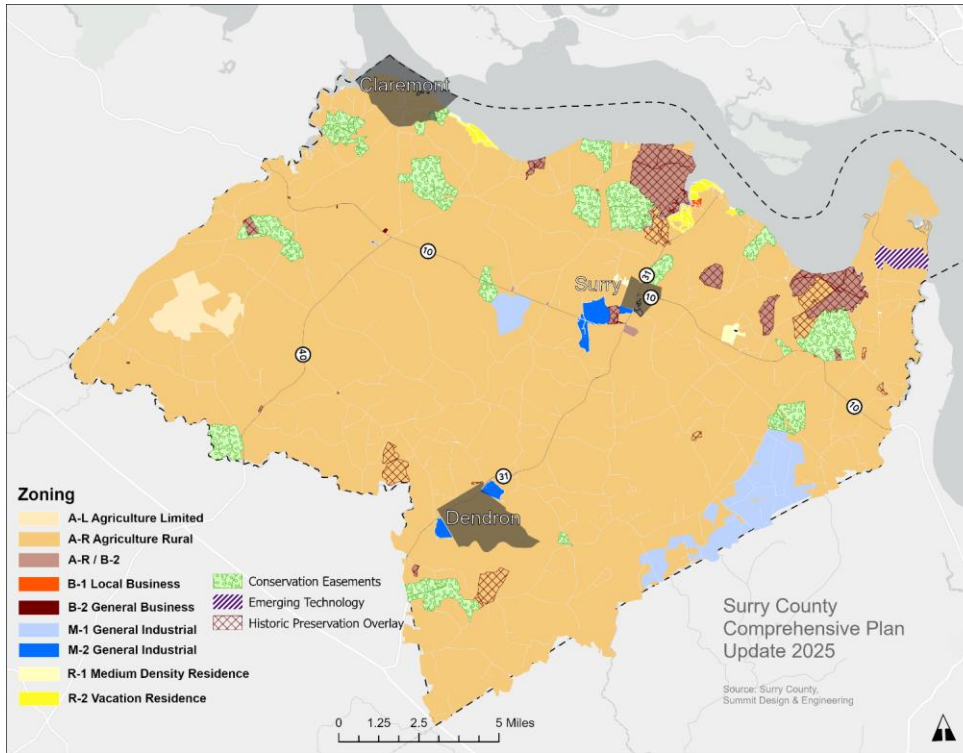 Claremont
10
31
Surry
10
40
10
31
Dendron
Zoning
A-L Agriculture Limited
A-R Agriculture Rural
A-R / B-2
B-1 Local Business
B-2 General Business
M-1 General Industrial
M-2 General Industrial
R-1 Medium Density Residence
R-2 Vacation Residence
Conservation Easements
Emerging Technology
Historic Preservation Overlay
Surry County
Comprehensive Plan
Update 2025
Source: Surry County,
Summit Design & Engineering
0 1.25 2.5 5 Miles